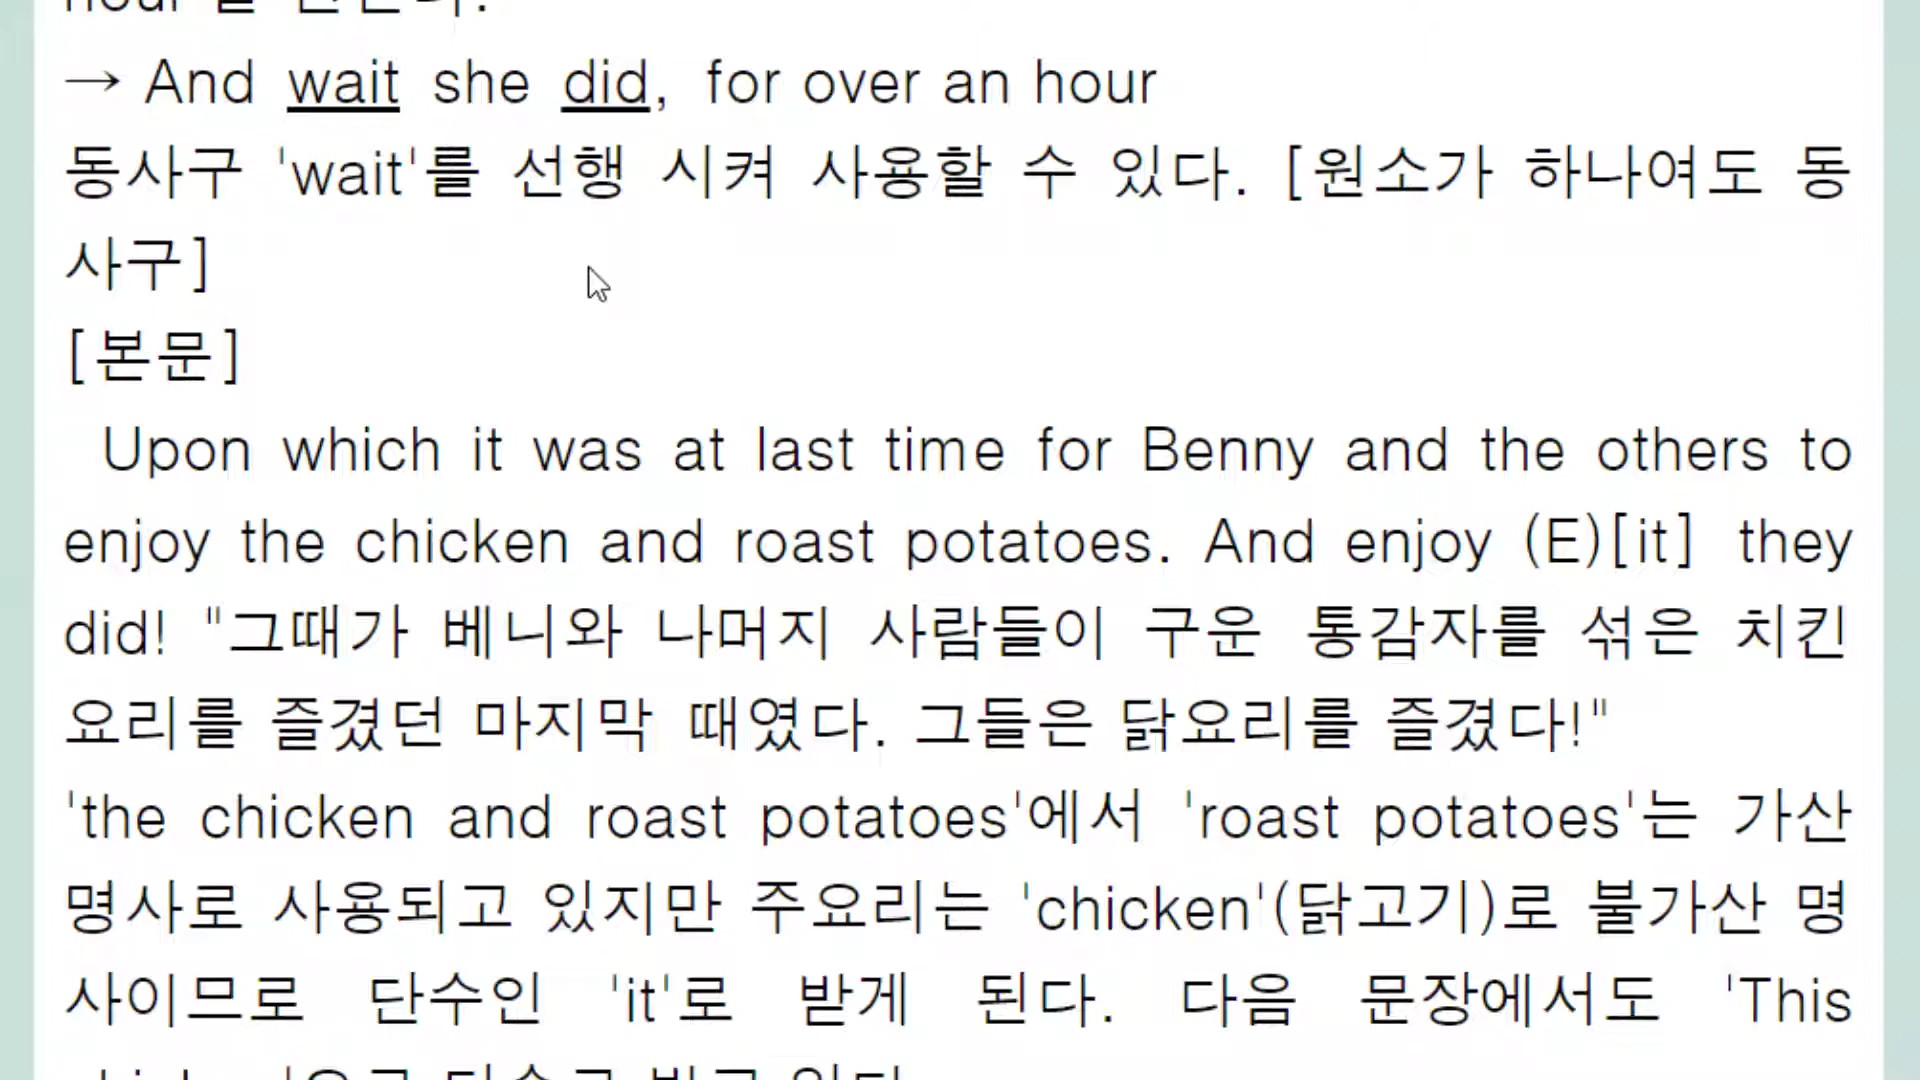 → And wait she did, for over an hour
동사구 'wait'를 선행 시켜 사용할 수 있다. [원소가 하나여도 동
사구]
[본문]
Upon which it was at last time for Benny and the others to
enjoy the chicken and roast potatoes. And enjoy (E)[it] they
did! "그때가 베니와 나머지 사람들이 구운 통감자를 섞은 치킨
요리를 즐겼던 마지막 때였다. 그들은 닭요리를 즐겼다!"
'the chicken and roast potatoes'에서 'roast potatoes'는 가산
명사로 사용되고 있지만 주요리는 'chicken'(닭고기)로 불가산 명
사이므로 단수인 'it'로 받게 된다. 다음 문장에서도 'This